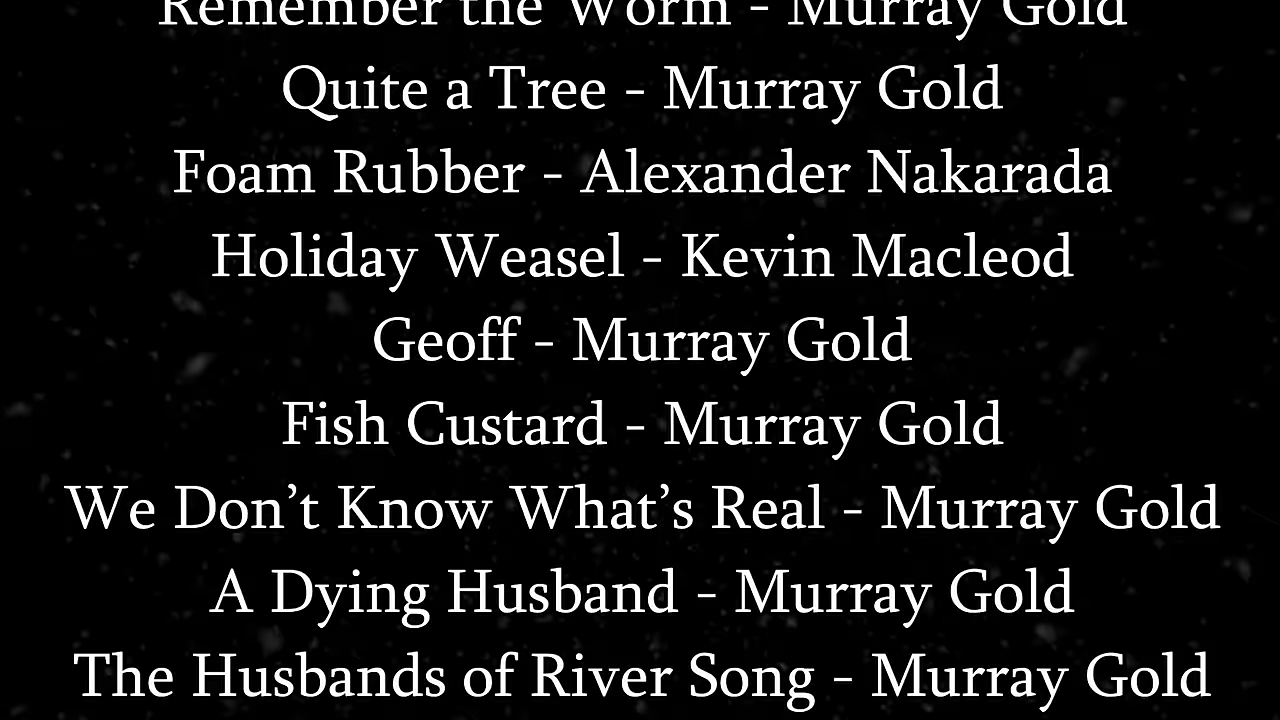 Remember the Worm - Murray Gold
Quite a Tree - Murray Gold
Foam Rubber - Alexander Nakarada
Holiday Weasel - Kevin Macleod
Geoff - Murray Gold
Fish Custard - Murray Gold
We Don’t Know What’s Real - Murray Gold
A Dying Husband - Murray Gold
The Husbands of River Song - Murray Gold